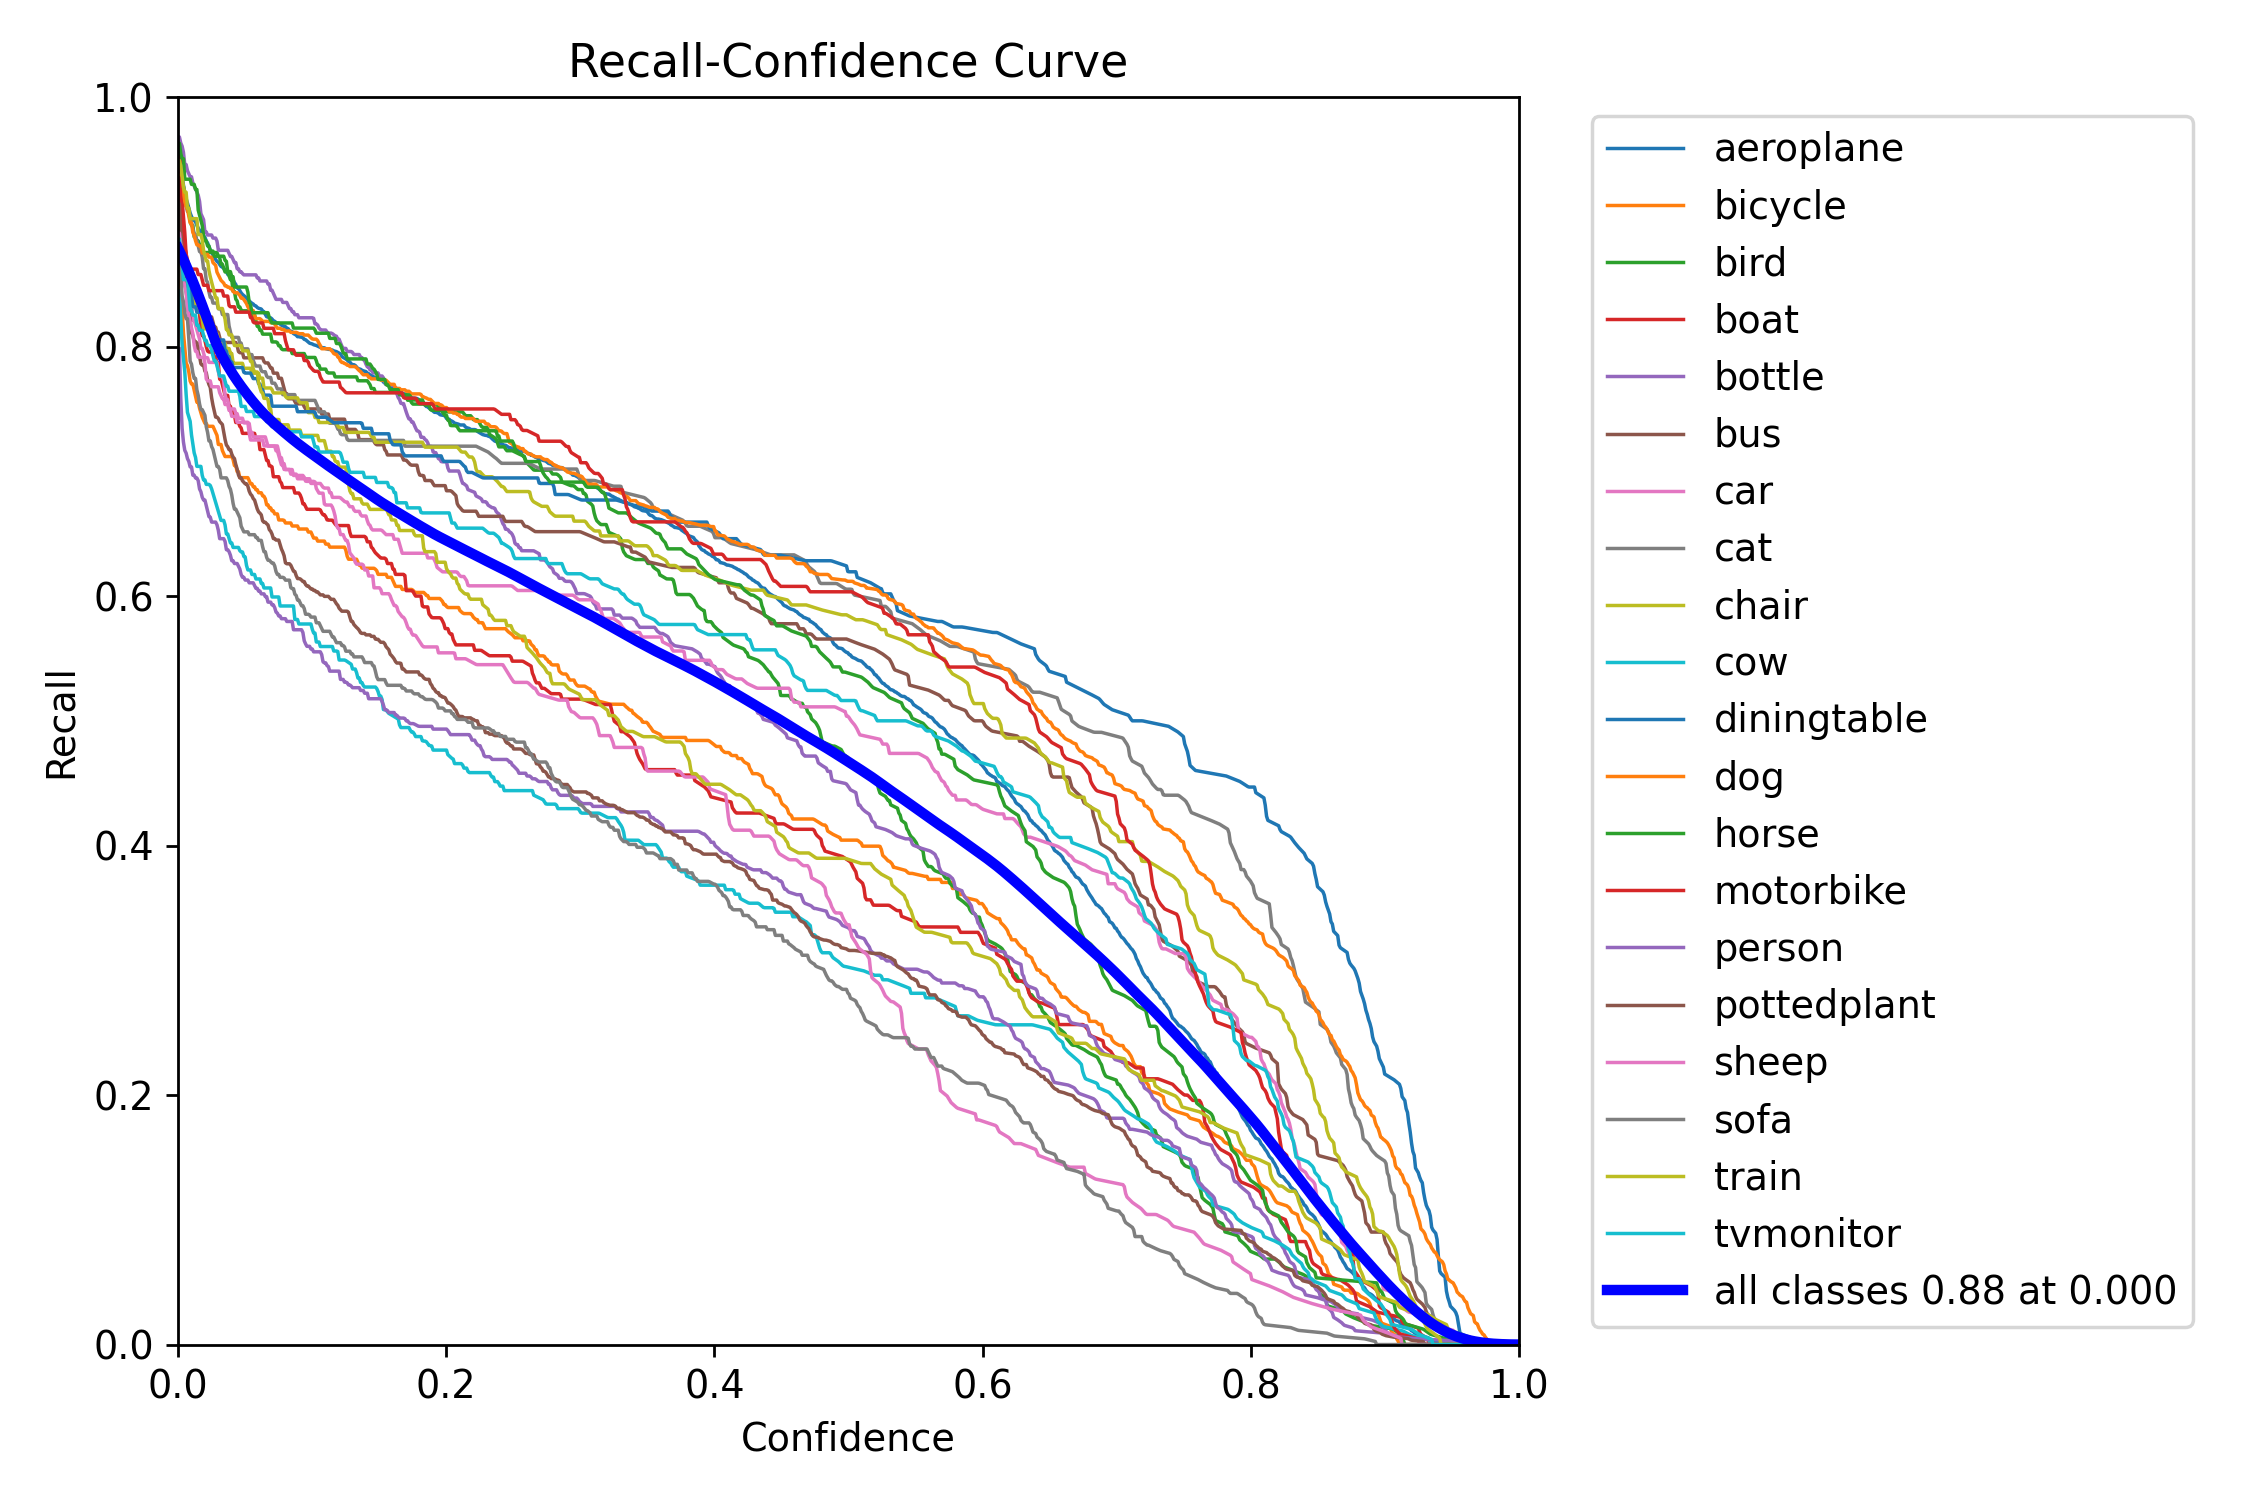 Recall-Confidence Curve
1.0
0.8
0.6
0.4
0.2
0.0
Recall
0.0 0.2 0.4 0.6 0.8 1.0
Confidence
aeroplane
bicycle
bird
boat
bottle
bus
car
cat
chair
cow
diningtable
dog
horse
motorbike
person
pottedplant
sheep
sofa
train
tvmonitor
all classes 0.88 at 0.000